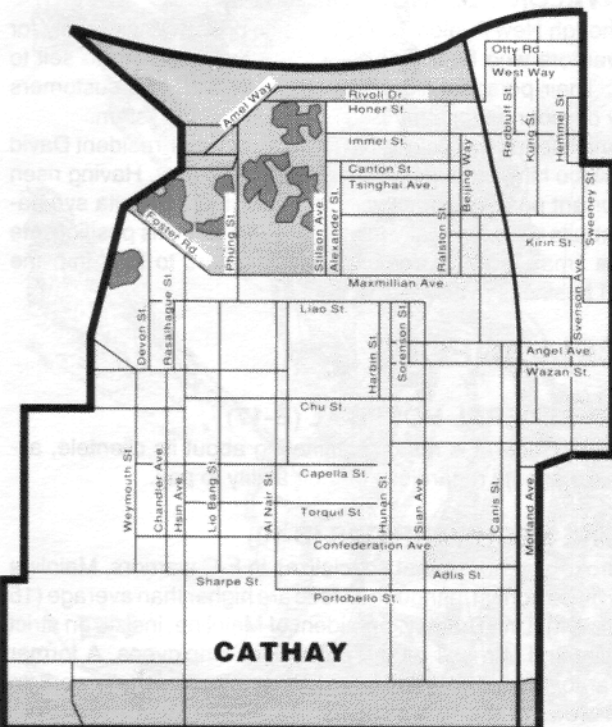 Otty Rd.
West Way
Rivoli Dr.
Amel Way
Honer St.
Redbluff St.
King St.
Hemmel St.
Immel St.
Canton St.
Tsinghai Ave.
Beijing Way
Sweeney St.
Foster Rd.
Phung St.
Stilson Ave.
Alexander St.
Ralston St.
Kirin St.
Maxmillian Ave.
Svenson Ave.
Devon St.
Rasalhague St.
Liao St.
Harbin St.
Sorenson St.
Angel Ave.
Wazan St.
Chu St.
Weymouth St.
Chandler Ave.
Hsin Ave.
Lio Bang St.
Al Nair St.
Capella St.
Hunan St.
Sian Ave.
Canis St.
Morland Ave.
Torquil St.
Confederation Ave.
Sharpe St.
Adlis St.
Portobello St.
CATHAY